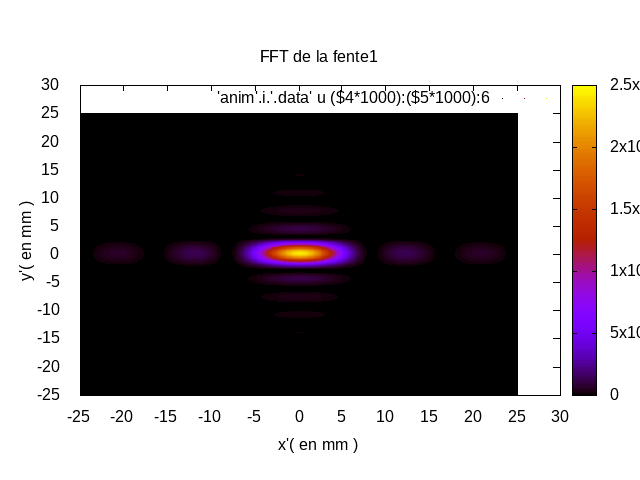 FFT de la fente1
'anim'.i.'.data' u ($4*1000):($5*1000):6
30
25
20
15
10
5
0
-5
-10
-15
-20
-25
y'( en mm )
-25 -20 -15 -10 -5 0 5 10 15 20 25 30
x'( en mm )
2.5x
2x10
1.5x
1x10
5x10
0